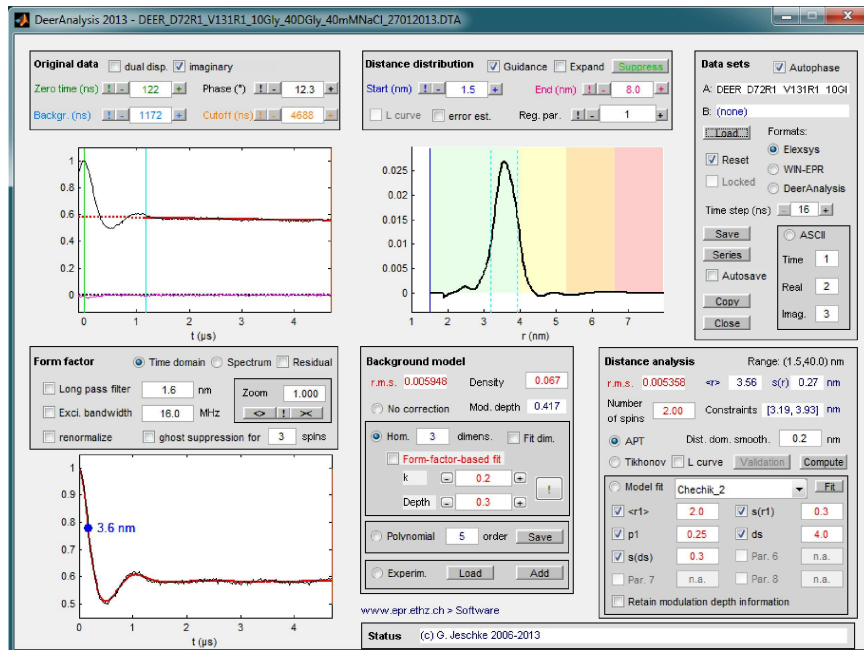 DeerAnalysis 2013 - DEER_D72R1_V131R1_10Gly_40DGly_40mMNaCl_27012013.DTA
Original data dual disp. imaginary
Zero time (ns) ! - 122 + Phase (°) ! - 12.3 +
Backgr. (ns) ! - 1172 + Cutoff (ns) ! - 4688 +
1
0.8
0.6
0.4
0.2
0
0 1 2 3 4
t (µs)
Distance distribution Guidance Expand Suppress
Start (nm) ! - 1.5 + End (nm) ! - 8.0 +
L curve error est. Reg. par. ! - 1 +
0.025
0.02
0.015
0.01
0.005
0
1 2 3 4 5 6 7
r (nm)
Data sets Autophase
A: DEER_D72R1_V131R1_10Gl
B: (none)
Load Formats:
Reset Elexsys
Locked WIN-EPR
DeerAnalysis
Time step (ns) - 16 +
Save ASCII
Series Time 1
Autosave Real 2
Copy Imag. 3
Close
Form factor Time domain Spectrum Residual
Long pass filter 1.6 nm Zoom 1.000
Exci. bandwidth 16.0 MHz <> ! ><
renormalize ghost suppression for 3 spins
1
0.9
0.8
0.7
0.6
0.5
3.6 nm
0 1 2 3 4
t (µs)
Background model
r.m.s. 0.005948 Density 0.067
No correction Mod. depth 0.417
Hom. 3 dimens. Fit dim.
Form-factor-based fit
k - 0.2 +
Depth - 0.3 + !
Polynomial 5 order Save
Experim. Load Add
www.epr.ethz.ch > Software
Distance analysis Range: (1.5,40.0) nm
r.m.s. 0.005358 <r> 3.56 s(r) 0.27 nm
Number of spins 2.00 Constraints [3.19, 3.93] nm
APT Dist. dom. smooth. 0.2 nm
Tikhonov L curve Validation Compute
Model fit Chechik_2 Fit
<r1> 2.0 s(r1) 0.3
p1 0.25 ds 4.0
s(ds) 0.3 Par. 6 n.a.
Par. 7 n.a. Par. 8 n.a.
Retain modulation depth information
Status (c) G. Jeschke 2006-2013